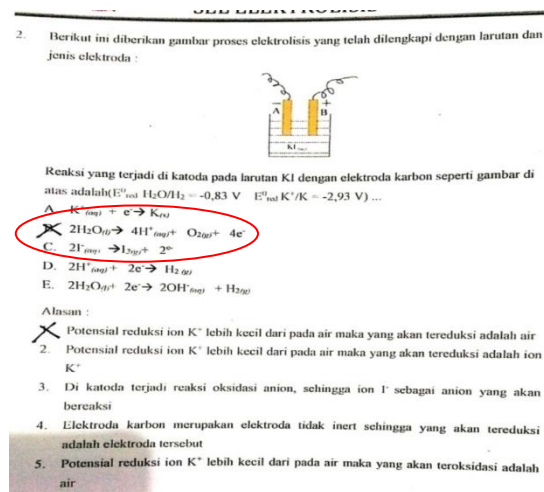 SEL ELEKTROLISIS
2. Berikut ini diberikan gambar proses elektrolisis yang telah dilengkapi dengan larutan dan
jenis elektroda :
− +
A B
KI (aq)
Reaksi yang terjadi di katoda pada larutan KI dengan elektroda karbon seperti gambar di
atas adalah(E⁰red H₂O/H₂ = -0,83 V E⁰red K⁺/K = -2,93 V) ...
A. K⁺(aq) + e⁻→ K(s)
B. 2H₂O(l)→ 4H⁺(aq)+ O₂(g)+ 4e⁻
C. 2I⁻(aq) →I₂(g)+ 2e⁻
D. 2H⁺(aq) + 2e⁻→ H₂ (g)
E. 2H₂O(l)+ 2e⁻→ 2OH⁻(aq) + H₂(g)
Alasan :
Potensial reduksi ion K⁺ lebih kecil dari pada air maka yang akan tereduksi adalah air
2. Potensial reduksi ion K⁺ lebih kecil dari pada air maka yang akan tereduksi adalah ion
K⁺
3. Di katoda terjadi reaksi oksidasi anion, sehingga ion I⁻ sebagai anion yang akan
bereaksi
4. Elektroda karbon merupakan elektroda tidak inert sehingga yang akan tereduksi
adalah elektroda tersebut
5. Potensial reduksi ion K⁺ lebih kecil dari pada air maka yang akan teroksidasi adalah
air